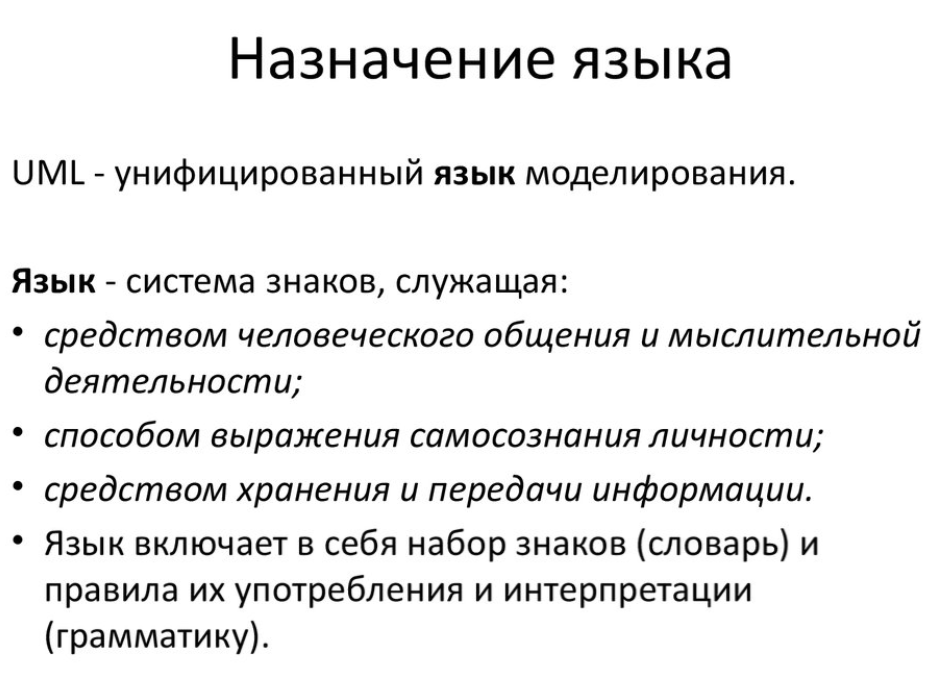 Назначение языка
UML - унифицированный язык моделирования.
Язык - система знаков, служащая:
• средством человеческого общения и мыслительной
деятельности;
• способом выражения самосознания личности;
• средством хранения и передачи информации.
• Язык включает в себя набор знаков (словарь) и
правила их употребления и интерпретации
(грамматику).